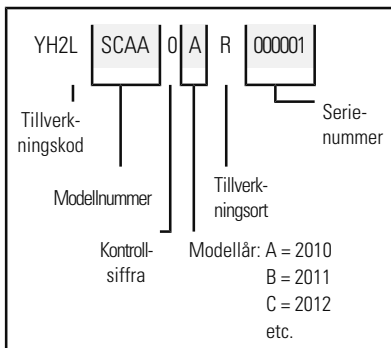 YH2L SCAA 0 A R 000001
Tillverk-
ningskod
Serie-
nummer
Modellnummer
Tillverk-
ningsort
Kontroll-
siffra
Modellår: A = 2010
B = 2011
C = 2012
etc.